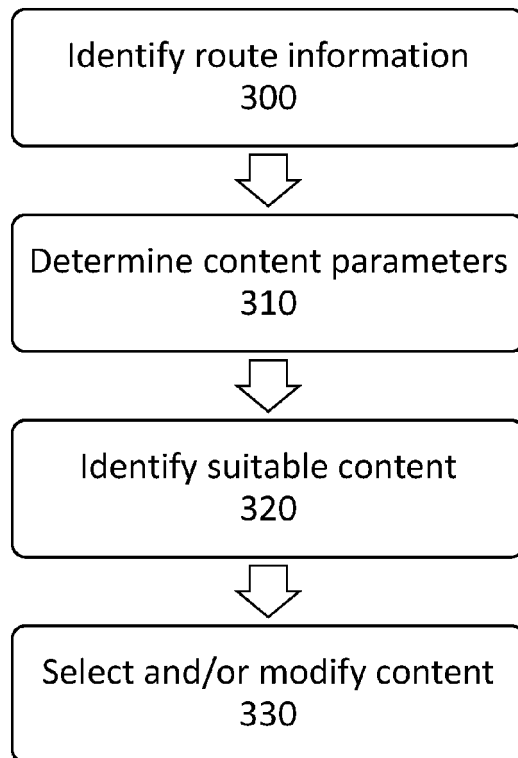 Identify route information
300
Determine content parameters
310
Identify suitable content
320
Select and/or modify content
330